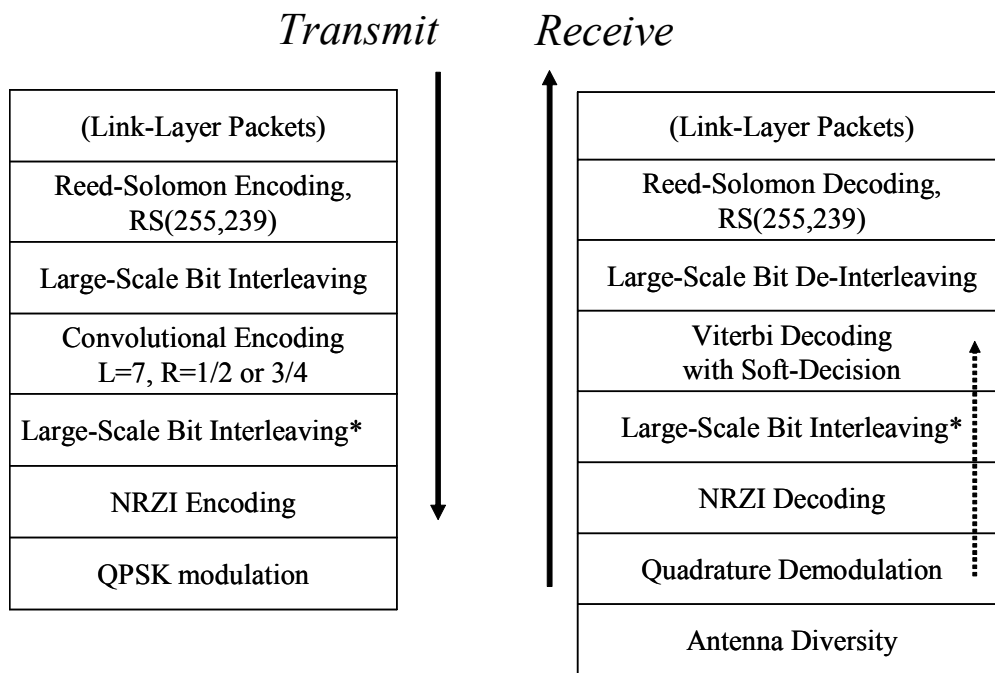 Transmit
Receive
(Link-Layer Packets)
Reed-Solomon Encoding,
RS(255,239)
Large-Scale Bit Interleaving
Convolutional Encoding
L=7, R=1/2 or 3/4
Large-Scale Bit Interleaving*
NRZI Encoding
QPSK modulation
(Link-Layer Packets)
Reed-Solomon Decoding,
RS(255,239)
Large-Scale Bit De-Interleaving
Viterbi Decoding
with Soft-Decision
Large-Scale Bit Interleaving*
NRZI Decoding
Quadrature Demodulation
Antenna Diversity